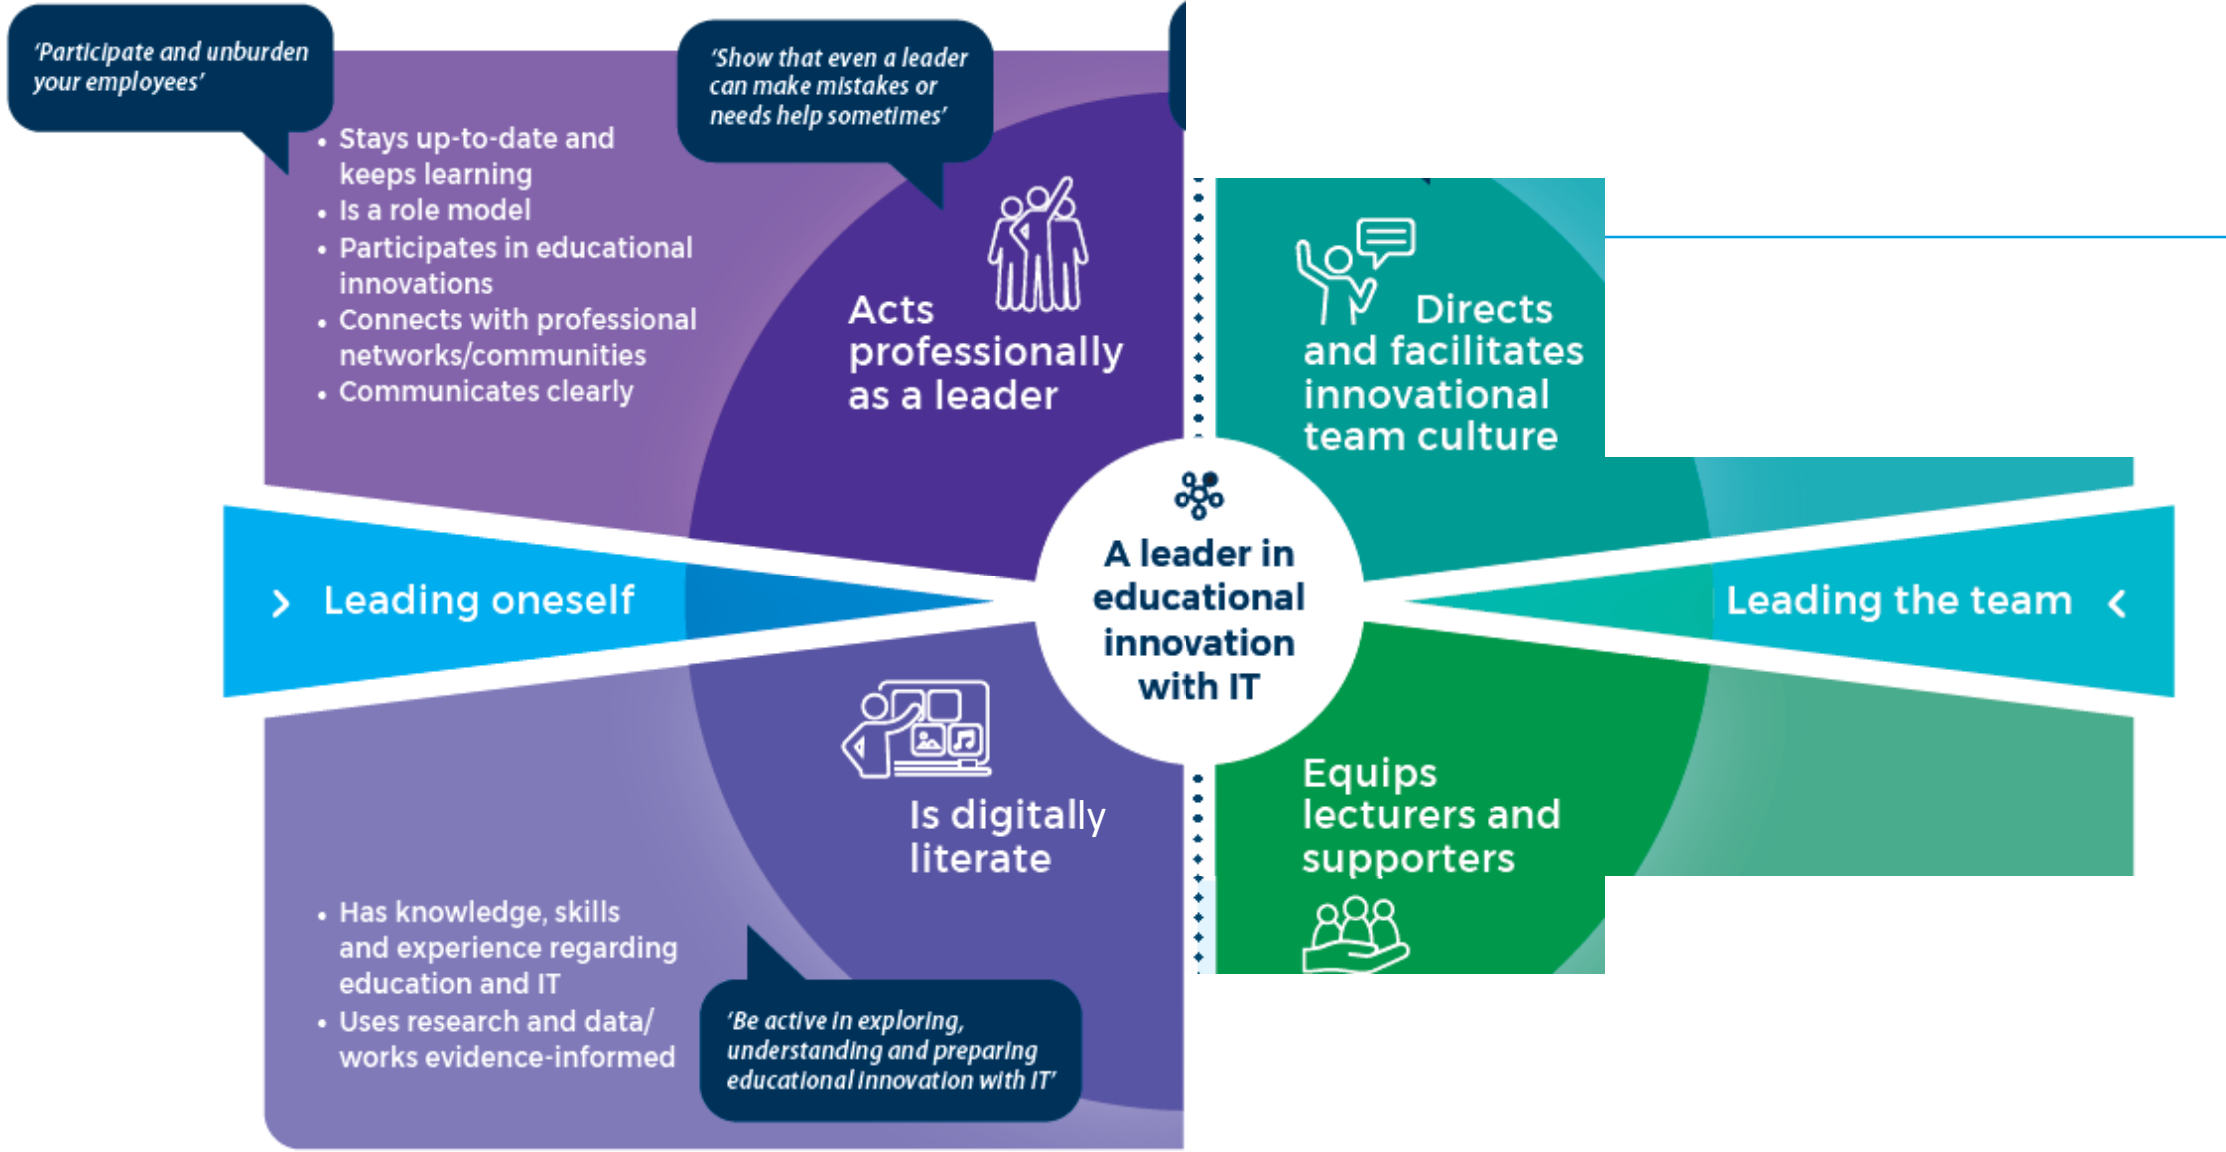 ‘Participate and unburden
your employees’
‘Show that even a leader
can make mistakes or
needs help sometimes’
• Stays up-to-date and
keeps learning
• Is a role model
• Participates in educational
innovations
• Connects with professional
networks/communities
• Communicates clearly
Acts
professionally
as a leader
Directs
and facilitates
innovational
team culture
> Leading oneself
A leader in
educational
innovation
with IT
Leading the team <
Is digitally
literate
Equips
lecturers and
supporters
• Has knowledge, skills
and experience regarding
education and IT
• Uses research and data/
works evidence-informed
‘Be active in exploring,
understanding and preparing
educational innovation with IT’